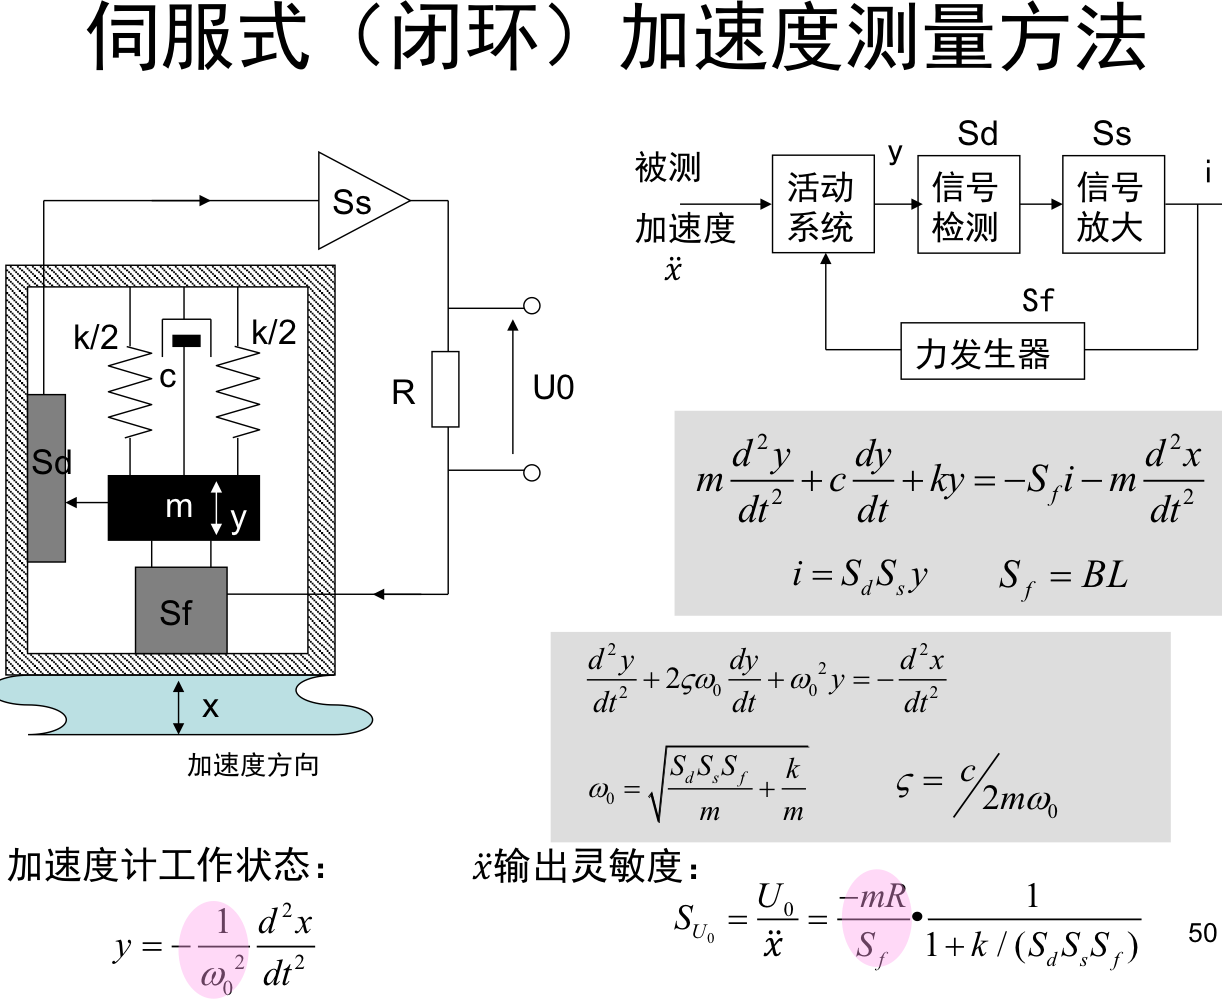 伺服式（闭环）加速度测量方法
Ss
k/2
k/2
c
R
U0
Sd
m
y
Sf
x
加速度方向
被测
加速度
ẍ
活动
系统
y
Sd
信号
检测
Ss
信号
放大
i
Sf
力发生器
m d²y/dt² + c dy/dt + ky = −S_f i − m d²x/dt²
i = S_d S_s y S_f = BL
d²y/dt² + 2ςω₀ dy/dt + ω₀² y = − d²x/dt²
ω₀ = √(S_d S_s S_f / m + k/m) ς = c/2mω₀
加速度计工作状态：
y = − 1/ω₀² d²x/dt²
ẍ输出灵敏度：
S_U₀ = U₀/ẍ = −mR/S_f • 1/(1 + k / (S_d S_s S_f))
50